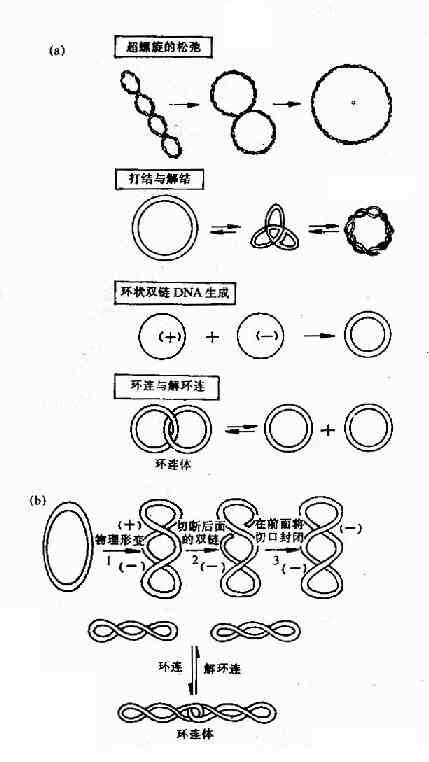 (a)
超螺旋的松弛
打结与解结
环状双链 DNA 生成
(+) + (—)
环连与解环连
+
环连体
(b)
(+)
物理形变
1
(—)
切断后面
的双链
2
(—)
在前面将
切口封闭
3
(—)
(—)
环连 解环连
环连体